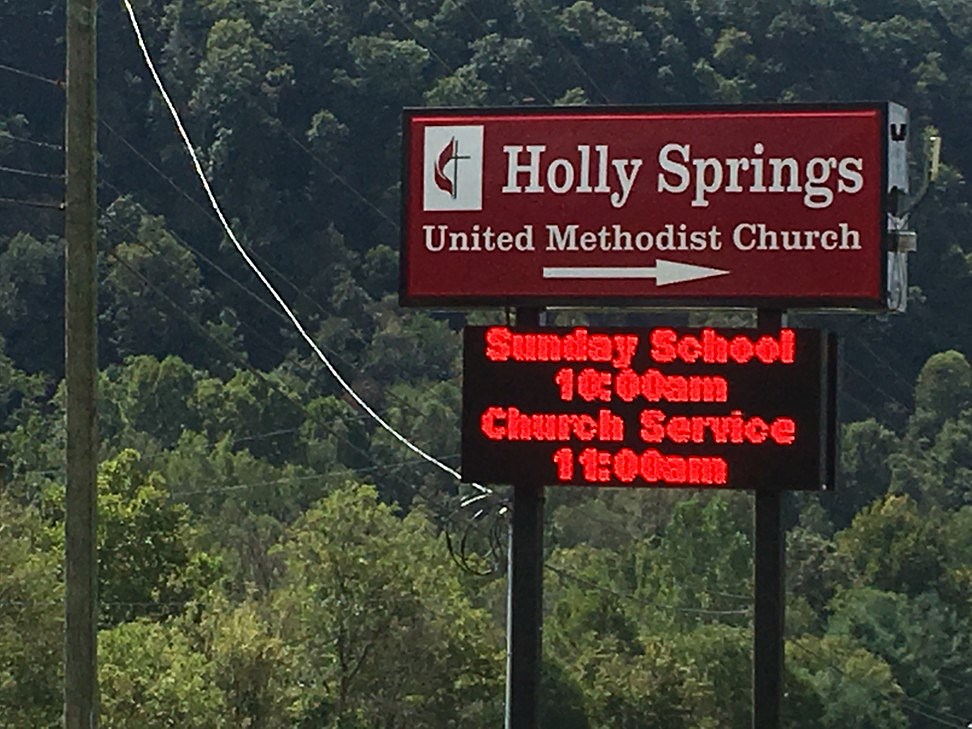 Holly Springs
United Methodist Church
Sunday School
10:00am
Church Service
11:00am